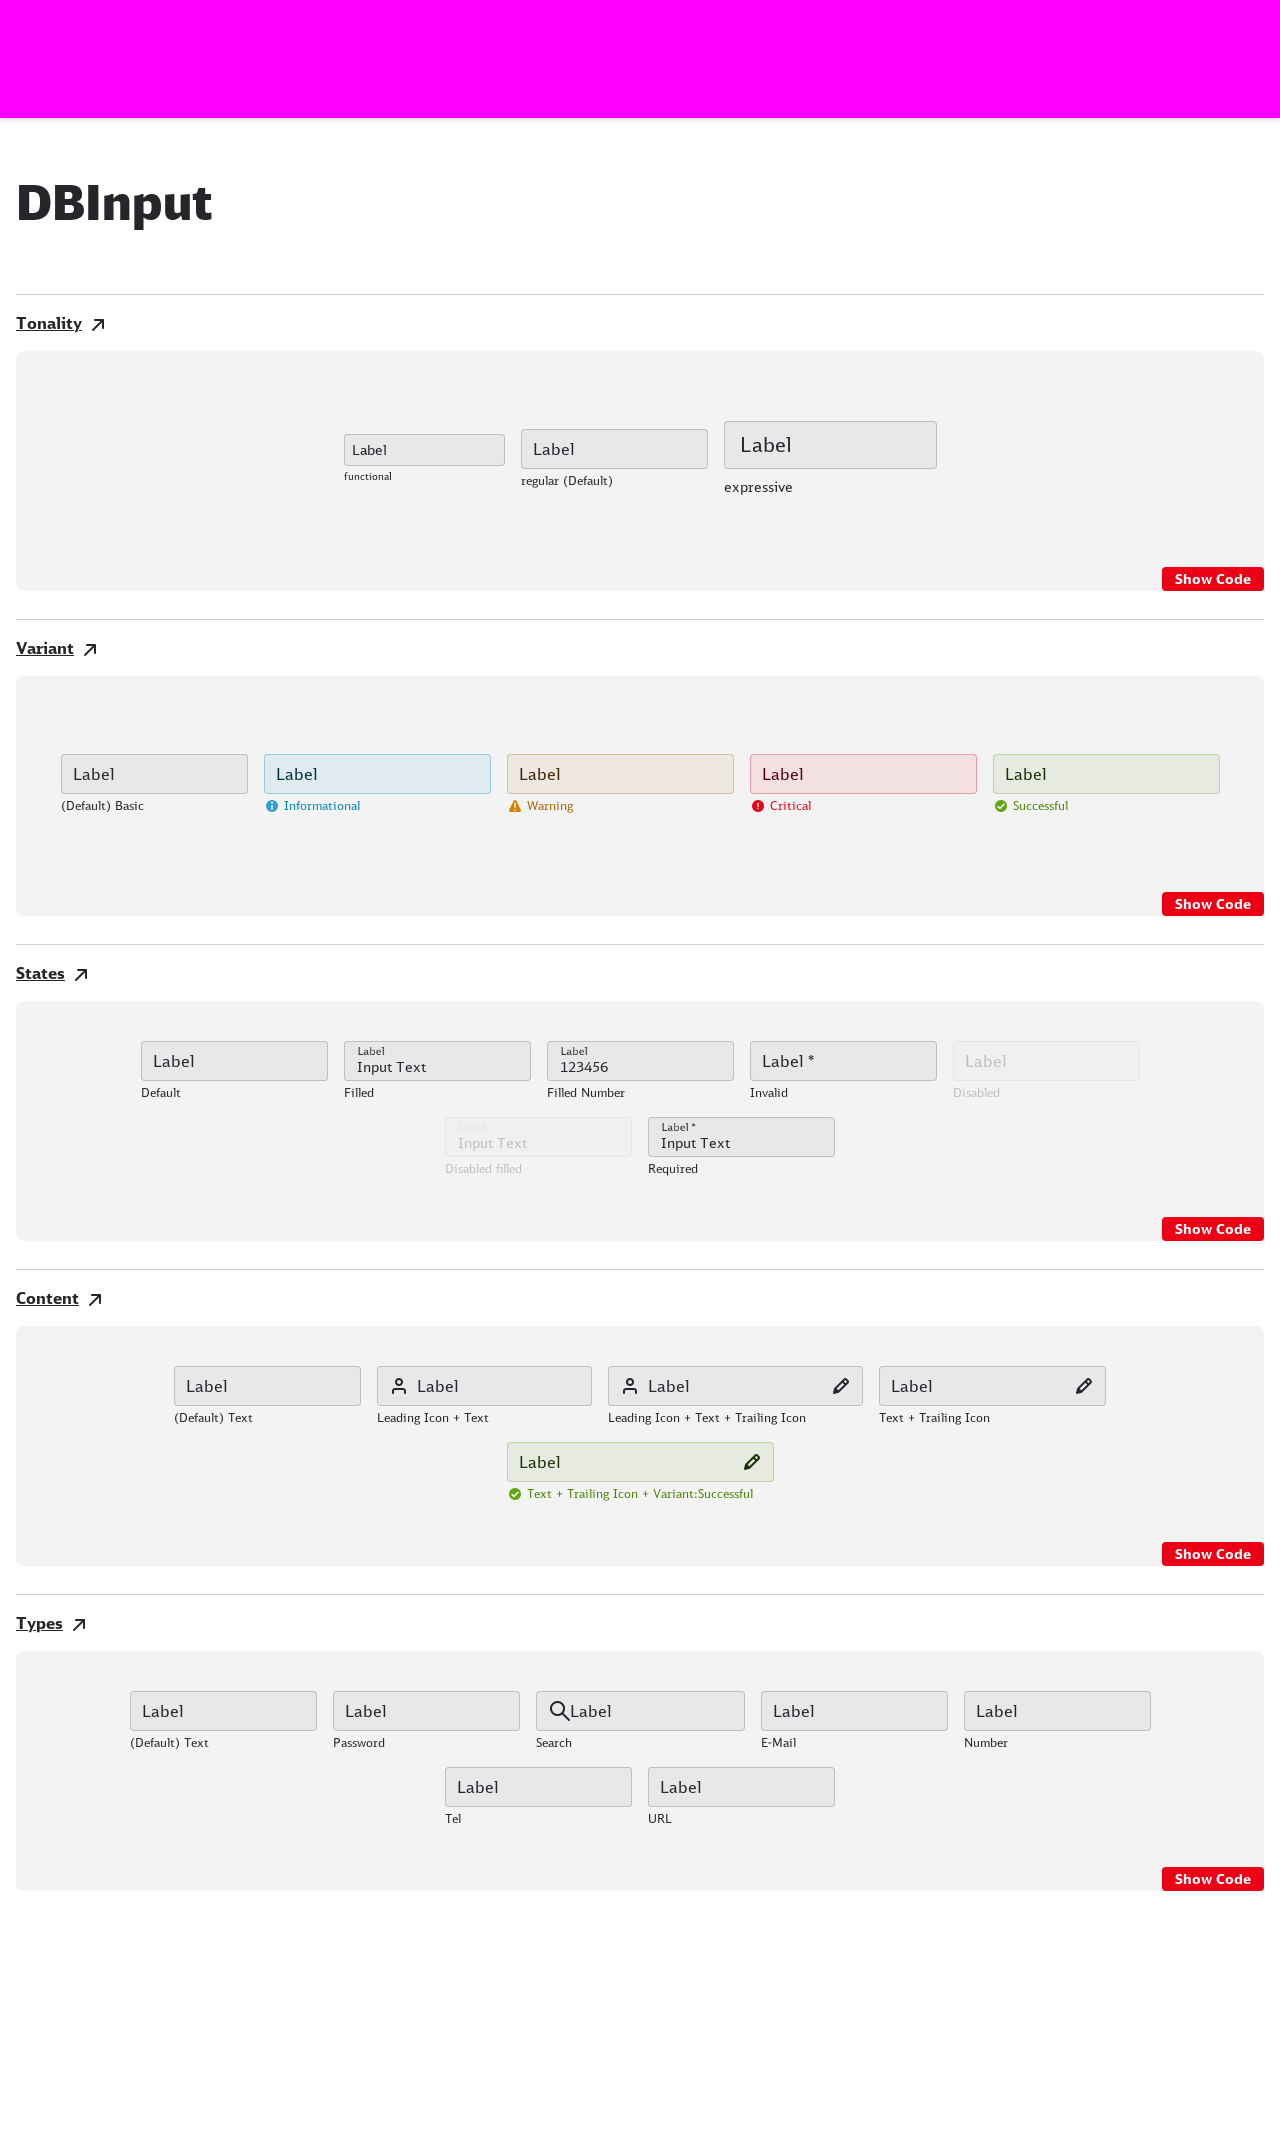 DBInput
Tonality
Label Label Label
functional regular (Default) expressive
Show Code
Variant
Label Label Label Label Label
(Default) Basic Informational Warning Critical Successful
Show Code
States
Label Label Input Text Label 123456 Label * Label
Default Filled Filled Number Invalid Disabled
Label Input Text Label * Input Text
Disabled filled Required
Show Code
Content
Label Label Label Label
(Default) Text Leading Icon + Text Leading Icon + Text + Trailing Icon Text + Trailing Icon
Label
Text + Trailing Icon + Variant:Successful
Show Code
Types
Label Label Label Label Label
(Default) Text Password Search E-Mail Number
Label Label
Tel URL
Show Code